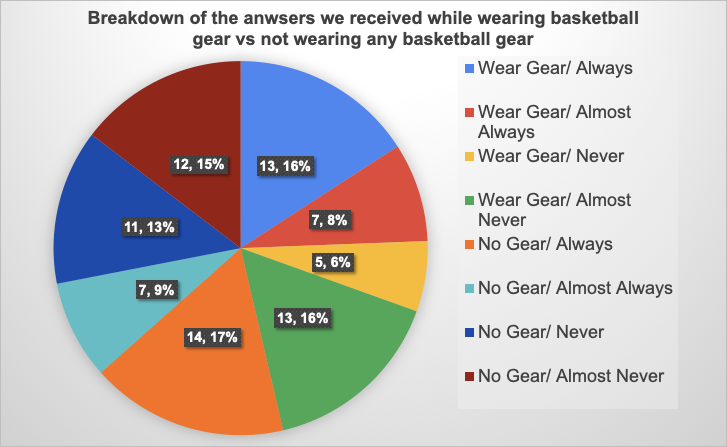 Breakdown of the anwsers we received while wearing basketball
gear vs not wearing any basketball gear
Wear Gear/ Always
Wear Gear/ Almost
Always
Wear Gear/ Never
Wear Gear/ Almost
Never
No Gear/ Always
No Gear/ Almost Always
No Gear/ Never
No Gear/ Almost Never
13, 16%
7, 8%
5, 6%
13, 16%
14, 17%
7, 9%
11, 13%
12, 15%